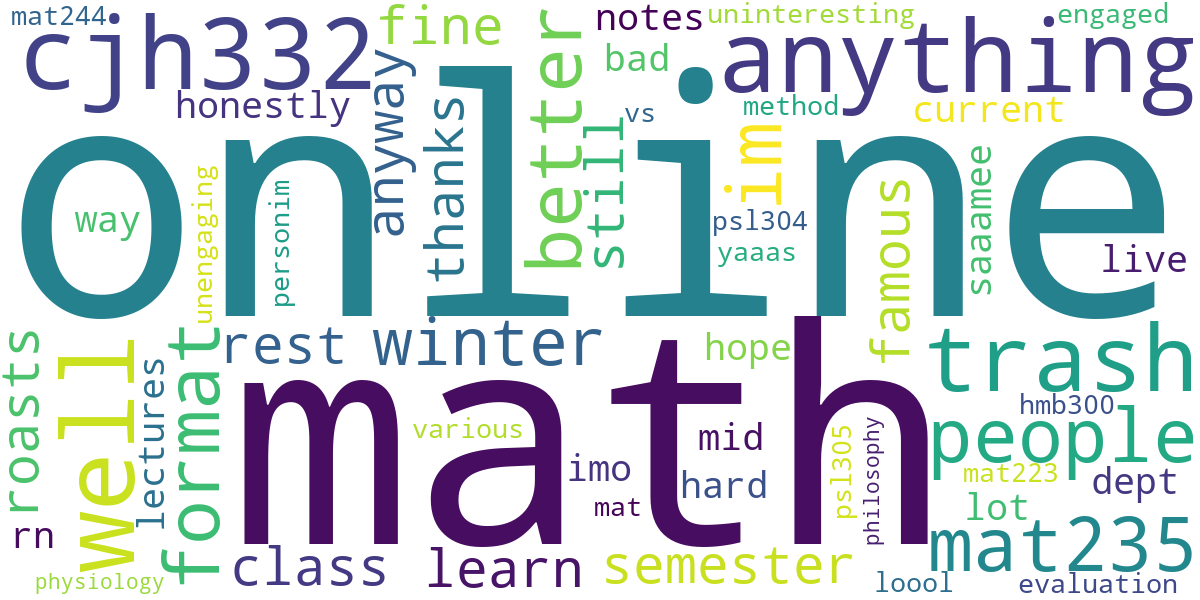 mat244
cjh332
fine
notes
uninteresting
engaged
anything
honestly
anyway
thanks
better
still
bad
vs
im
method
current
online
way
unengaging
personim
psl304
yaaas
famous
saaamee
live
roasts
well
lectures
format
rest
winter
hope
trash
math
various
mid
imo
hard
mat
psl305
philosophy
hmb300
people
mat223
dept
lot
rn
mat235
physiology
class
learn
semester
loool
evaluation